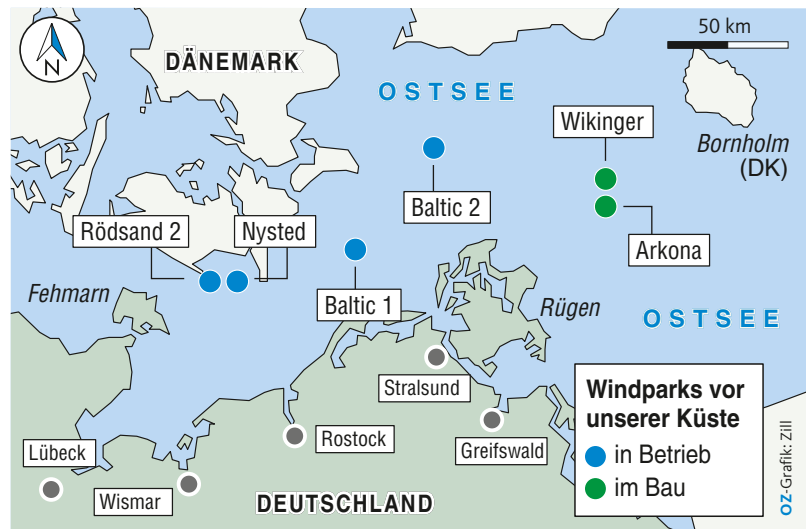 N
DÄNEMARK
50 km
OSTSEE
Wikinger
Bornholm
(DK)
Baltic 2
Rödsand 2
Nysted
Arkona
Fehmarn
Baltic 1
Rügen
OSTSEE
Stralsund
Windparks vor
unserer Küste
in Betrieb
im Bau
Rostock
Greifswald
Lübeck
Wismar
DEUTSCHLAND
OZ-Grafik: Zill